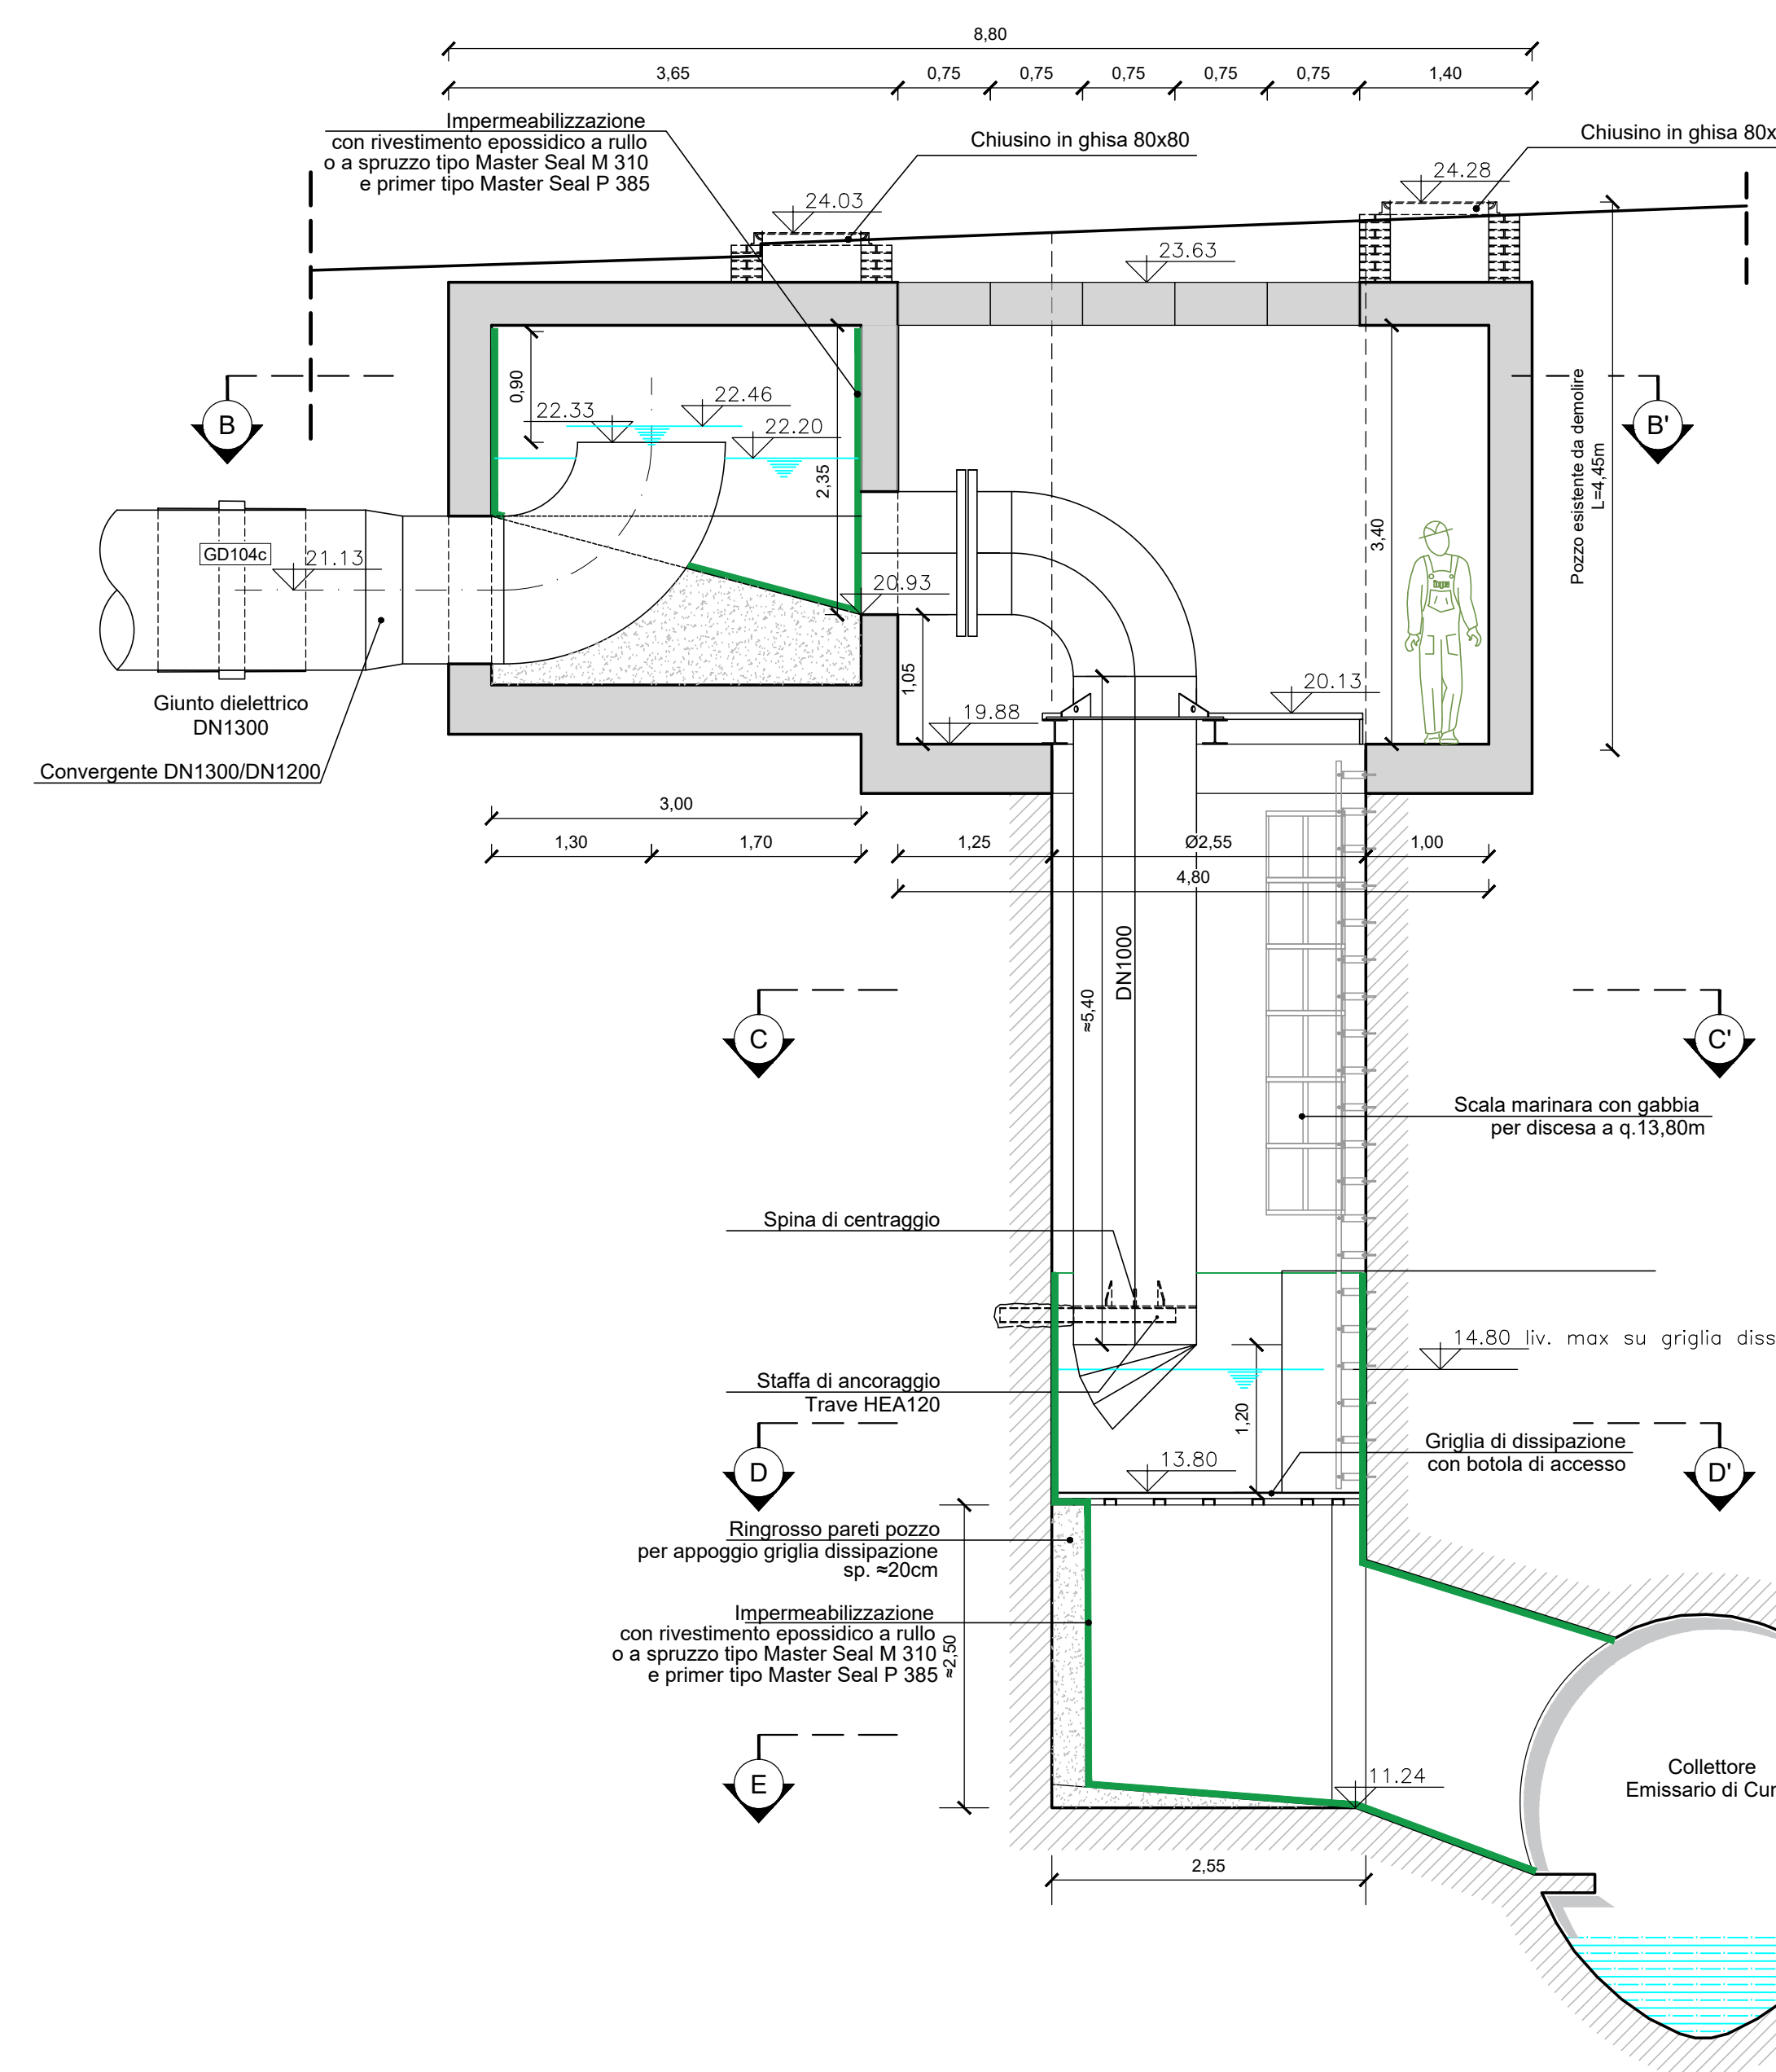 8,80
3,65
0,75
0,75
0,75
0,75
0,75
1,40
Impermeabilizzazione
con rivestimento epossidico a rullo
o a spruzzo tipo Master Seal M 310
e primer tipo Master Seal P 385
Chiusino in ghisa 80x80
Chiusino in ghisa 80x
24.03
24.28
23.63
0,90
22.33
22.46
22.20
2,35
3,40
Pozzo esistente da demolire
L=4,45m
B
B'
GD104c
21.13
20.93
1,05
19.88
20.13
Giunto dielettrico
DN1300
Convergente DN1300/DN1200
3,00
1,30
1,70
1,25
Ø2,55
1,00
4,80
DN1000
≈5,40
C
C'
Scala marinara con gabbia
per discesa a q.13,80m
Spina di centraggio
14.80 liv. max su griglia diss
Staffa di ancoraggio
Trave HEA120
1,20
D
D'
13.80
Griglia di dissipazione
con botola di accesso
Ringrosso pareti pozzo
per appoggio griglia dissipazione
sp. ≈20cm
Impermeabilizzazione
con rivestimento epossidico a rullo
o a spruzzo tipo Master Seal M 310
e primer tipo Master Seal P 385
≈2,50
E
11.24
Collettore
Emissario di Cu
2,55